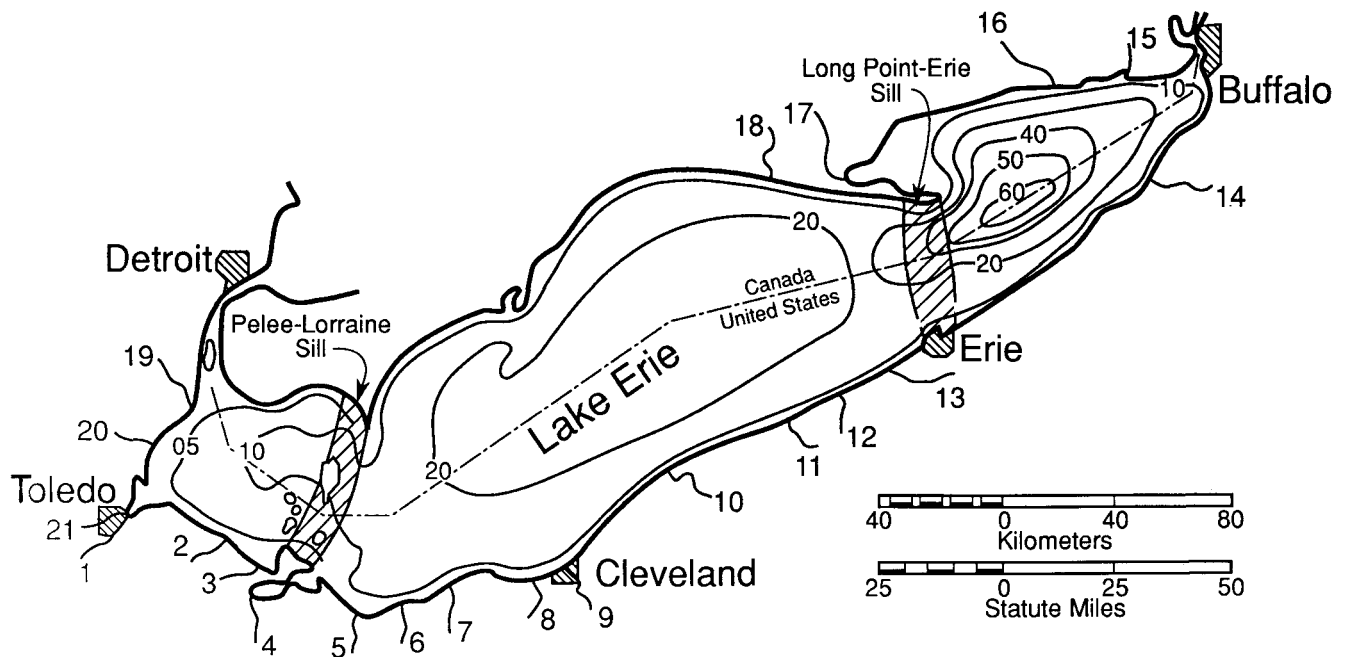 16
15
Long Point-Erie
Sill
10
Buffalo
17
40
18
50
60
14
20
20
Detroit
Canada
United States
Pelee-Lorraine
Sill
Erie
19
Lake Erie
13
20
05
10
20
12
11
Toledo
10
21
40 0 40 80
Kilometers
2
1
3
Cleveland
25 0 25 50
Statute Miles
4
5
6
7
8
9